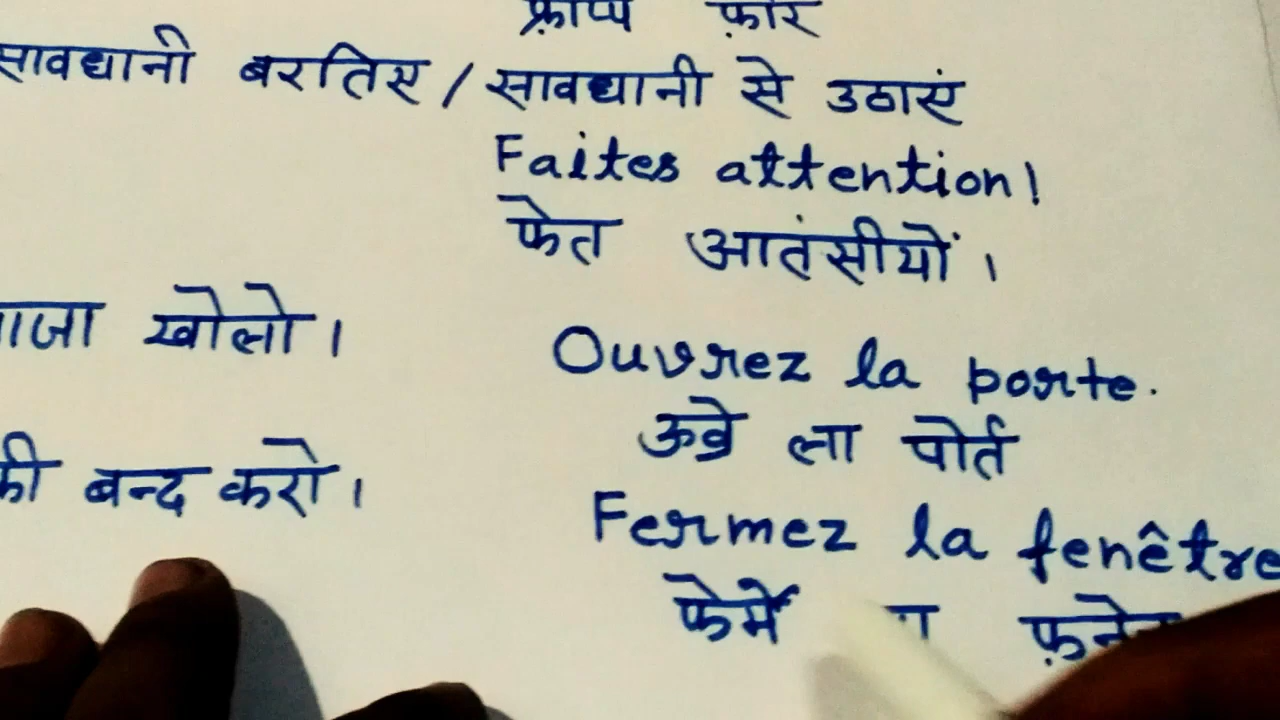 फ़्राप्प फ़ोर
सावधानी बरतिए / सावधानी से उठाएं
Faites attention!
फेत आतंसीयों।
खोलो।
Ouvrez la porte.
ऊव्रे ला पोर्त
बन्द करो।
Fermez la fenêtre
फेर्मे